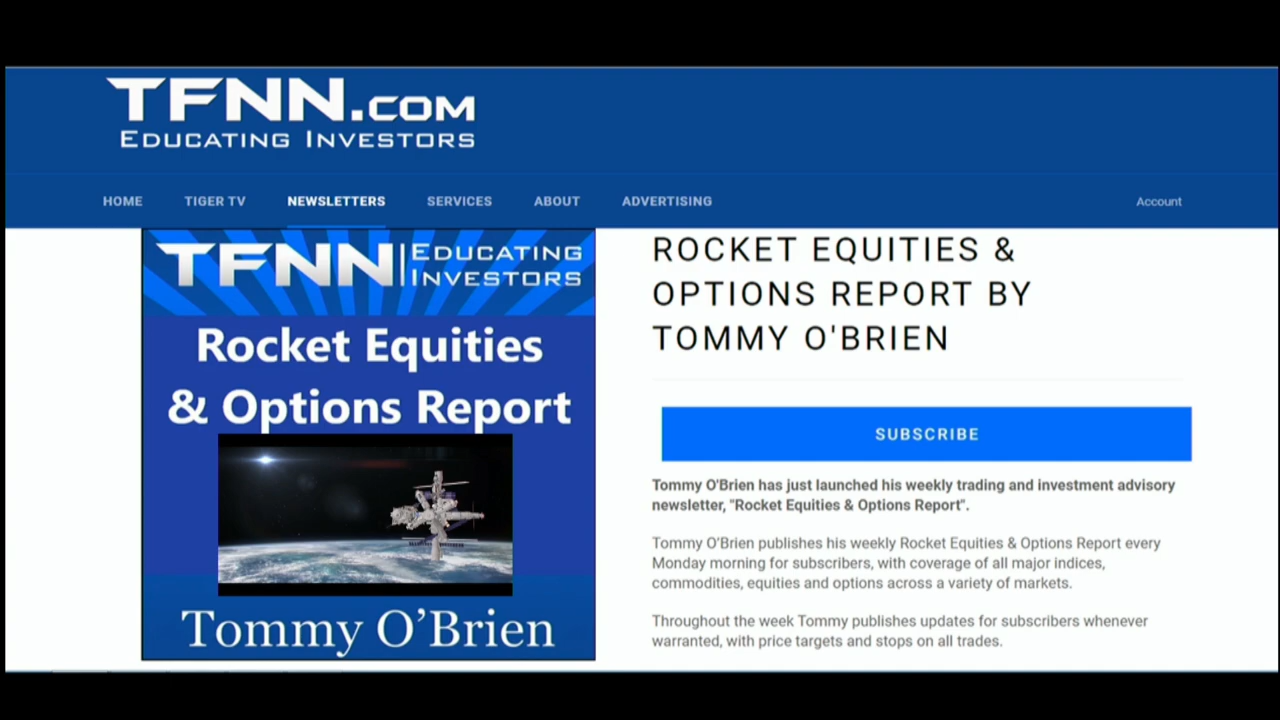 TFNN.COM
EDUCATING INVESTORS
HOME TIGER TV NEWSLETTERS SERVICES ABOUT ADVERTISING Account
TFNN | EDUCATING
INVESTORS
Rocket Equities
& Options Report
Tommy O’Brien
ROCKET EQUITIES &
OPTIONS REPORT BY
TOMMY O'BRIEN
SUBSCRIBE
Tommy O'Brien has just launched his weekly trading and investment advisory
newsletter, "Rocket Equities & Options Report".
Tommy O’Brien publishes his weekly Rocket Equities & Options Report every
Monday morning for subscribers, with coverage of all major indices,
commodities, equities and options across a variety of markets.
Throughout the week Tommy publishes updates for subscribers whenever
warranted, with price targets and stops on all trades.